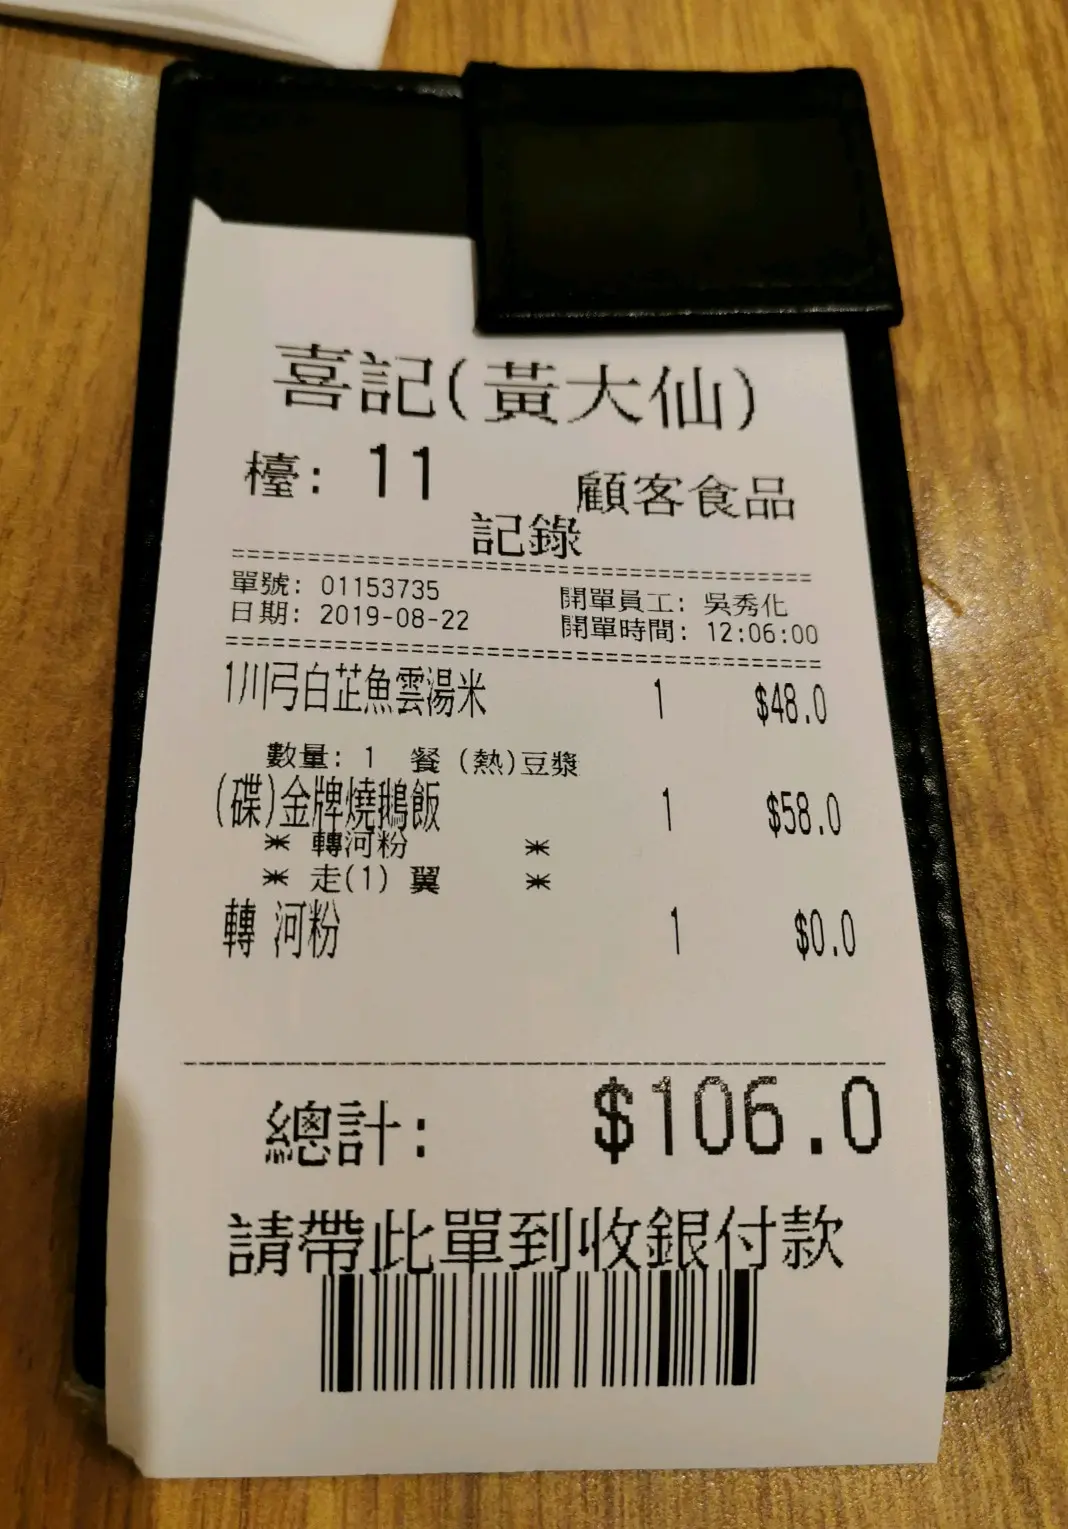 喜記(黃大仙)
檯: 11 顧客食品
記錄
單號: 01153735 開單員工: 吳秀化
日期: 2019-08-22 開單時間: 12:06:00
1川弓白芷魚雲湯米 1 $48.0
數量: 1 餐 (熱)豆漿
(碟)金牌燒鵝飯 1 $58.0
* 轉河粉 *
* 走(1) 翼 *
轉 河粉 1 $0.0
總計: $106.0
請帶此單到收銀付款